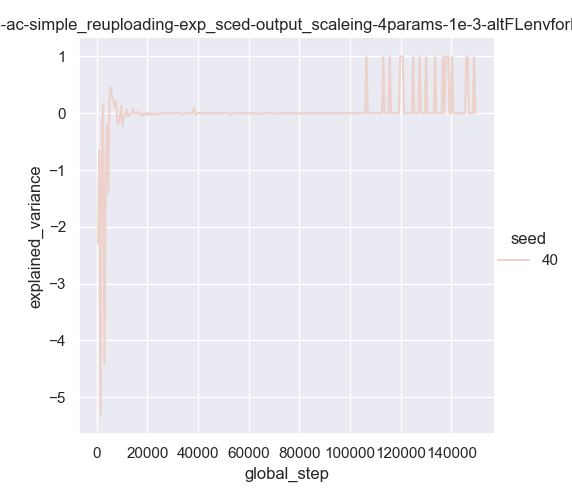 -ac-simple_reuploading-exp_sced-output_scaleing-4params-1e-3-altFLenvfor
1
0
−1
−2
−3
−4
−5
explained_variance
0 20000 40000 60000 80000 100000 120000 140000
global_step
seed
40